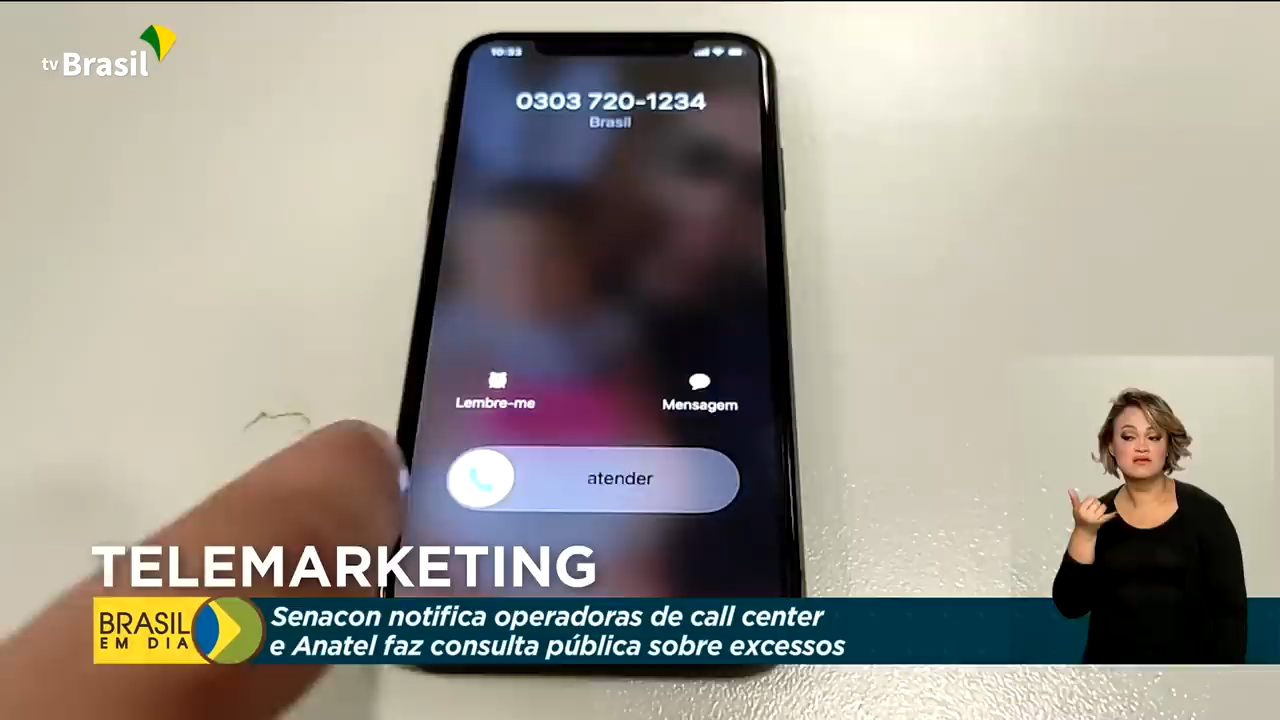 tv Brasil
10:33
0303 720-1234
Brasil
Lembre-me
Mensagem
atender
TELEMARKETING
BRASIL
EM DIA
Senacon notifica operadoras de call center
e Anatel faz consulta pública sobre excessos